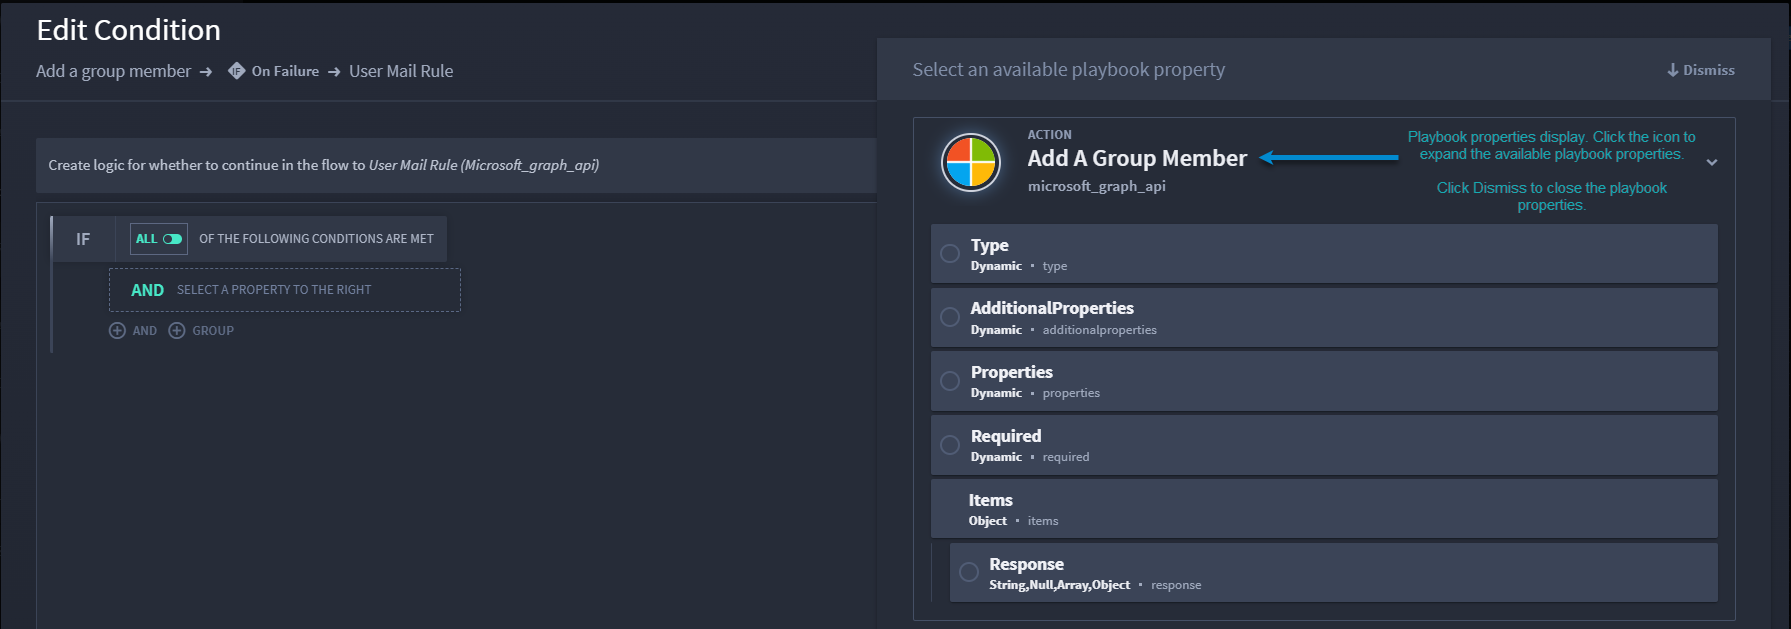 Edit Condition
Add a group member → IF On Failure → User Mail Rule
Create logic for whether to continue in the flow to User Mail Rule (Microsoft_graph_api)
IF ALL OF THE FOLLOWING CONDITIONS ARE MET
AND SELECT A PROPERTY TO THE RIGHT
AND GROUP
Select an available playbook property
Dismiss
ACTION
Add A Group Member
microsoft_graph_api
Playbook properties display. Click the icon to
expand the available playbook properties.
Click Dismiss to close the playbook
properties.
Type
Dynamic • type
AdditionalProperties
Dynamic • additionalproperties
Properties
Dynamic • properties
Required
Dynamic • required
Items
Object • items
Response
String,Null,Array,Object • response